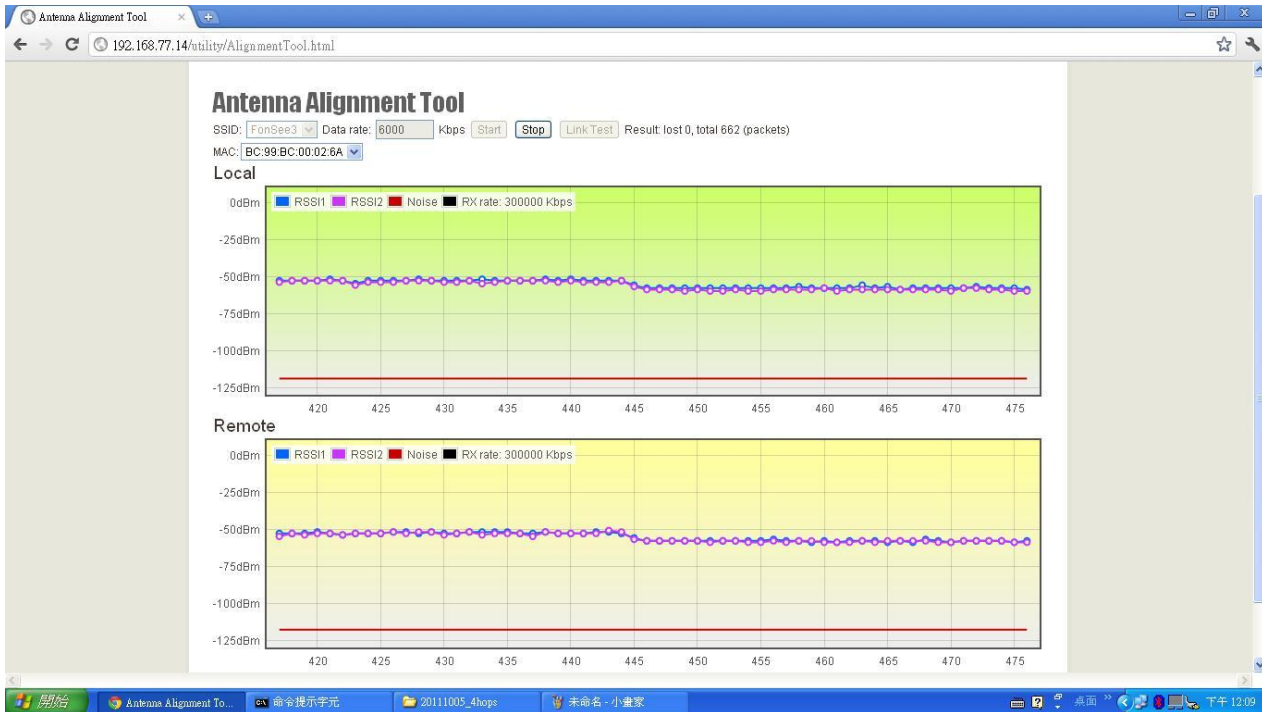 Antenna Alignment Tool
192.168.77.14/utility/AlignmentTool.html
Antenna Alignment Tool
SSID: FonSee3 Data rate: 6000 Kbps Start Stop Link Test Result: lost 0, total 662 (packets)
MAC: BC:99:BC:00:02:6A
Local
RSSI1 RSSI2 Noise RX rate: 300000 Kbps
0dBm
-25dBm
-50dBm
-75dBm
-100dBm
-125dBm
420 425 430 435 440 445 450 455 460 465 470 475
Remote
RSSI1 RSSI2 Noise RX rate: 300000 Kbps
0dBm
-25dBm
-50dBm
-75dBm
-100dBm
-125dBm
420 425 430 435 440 445 450 455 460 465 470 475
開始 Antenna Alignment To... 命令提示字元 20111005_4hops 未命名 - 小畫家 桌面 » 下午 12:09